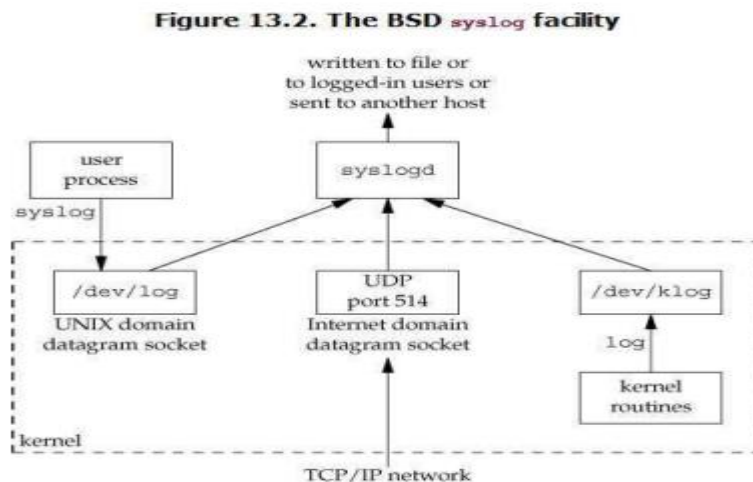 Figure 13.2. The BSD syslog facility
written to file or
to logged-in users or
sent to another host
user
process
syslogd
syslog
/dev/log
UNIX domain
datagram socket
UDP
port 514
Internet domain
datagram socket
/dev/klog
log
kernel
routines
kernel
TCP/IP network